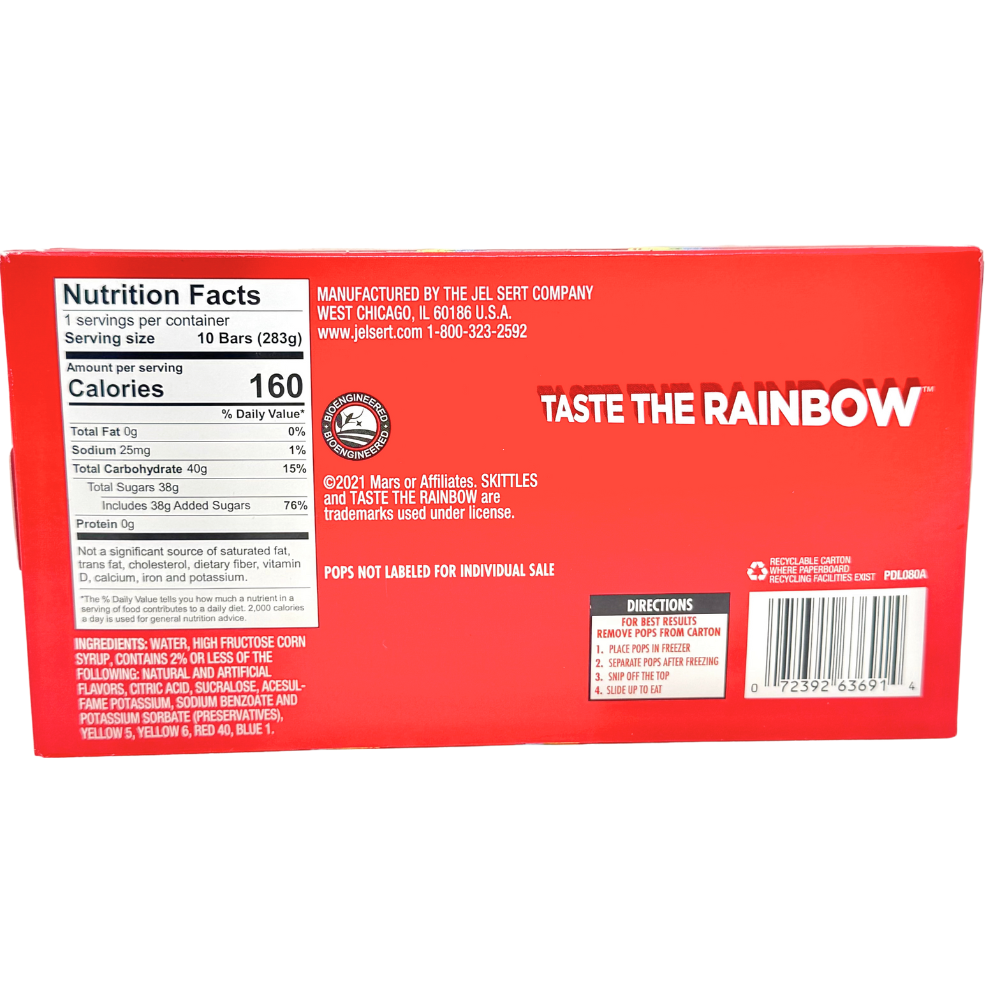 Nutrition Facts
1 servings per container
Serving size 10 Bars (283g)
Amount per serving
Calories 160
% Daily Value*
Total Fat 0g 0%
Sodium 25mg 1%
Total Carbohydrate 40g 15%
Total Sugars 38g
Includes 38g Added Sugars 76%
Protein 0g
Not a significant source of saturated fat,
trans fat, cholesterol, dietary fiber, vitamin
D, calcium, iron and potassium.
*The % Daily Value tells you how much a nutrient in a
serving of food contributes to a daily diet. 2,000 calories
a day is used for general nutrition advice.
INGREDIENTS: WATER, HIGH FRUCTOSE CORN
SYRUP, CONTAINS 2% OR LESS OF THE
FOLLOWING: NATURAL AND ARTIFICIAL
FLAVORS, CITRIC ACID, SUCRALOSE, ACESUL-
FAME POTASSIUM, SODIUM BENZOATE AND
POTASSIUM SORBATE (PRESERVATIVES),
YELLOW 5, YELLOW 6, RED 40, BLUE 1.
MANUFACTURED BY THE JEL SERT COMPANY
WEST CHICAGO, IL 60186 U.S.A.
www.jelsert.com 1-800-323-2592
BIOENGINEERED
BIOENGINEERED
©2021 Mars or Affiliates. SKITTLES
and TASTE THE RAINBOW are
trademarks used under license.
POPS NOT LABELED FOR INDIVIDUAL SALE
TASTE THE RAINBOW™
DIRECTIONS
FOR BEST RESULTS
REMOVE POPS FROM CARTON
1. PLACE POPS IN FREEZER
2. SEPARATE POPS AFTER FREEZING
3. SNIP OFF THE TOP
4. SLIDE UP TO EAT
RECYCLABLE CARTON
WHERE PAPERBOARD
RECYCLING FACILITIES EXIST PDL080A
0 72392 63691 4